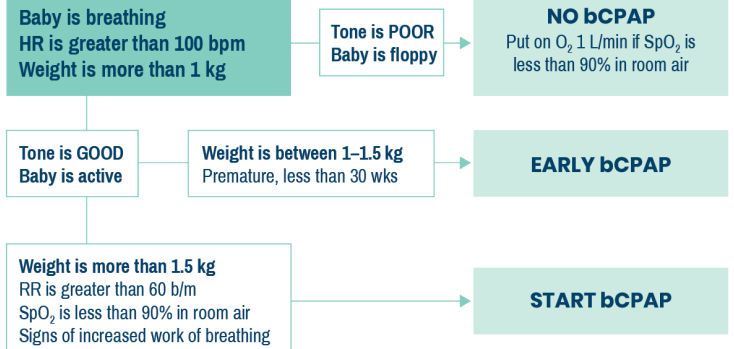 Baby is breathing
HR is greater than 100 bpm
Weight is more than 1 kg
Tone is POOR
Baby is floppy
NO bCPAP
Put on O₂ 1 L/min if SpO₂ is
less than 90% in room air
Tone is GOOD
Baby is active
Weight is between 1–1.5 kg
Premature, less than 30 wks
EARLY bCPAP
Weight is more than 1.5 kg
RR is greater than 60 b/m
SpO₂ is less than 90% in room air
Signs of increased work of breathing
START bCPAP